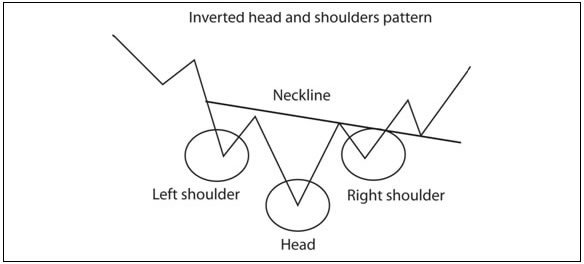 Inverted head and shoulders pattern
Neckline
Left shoulder
Right shoulder
Head